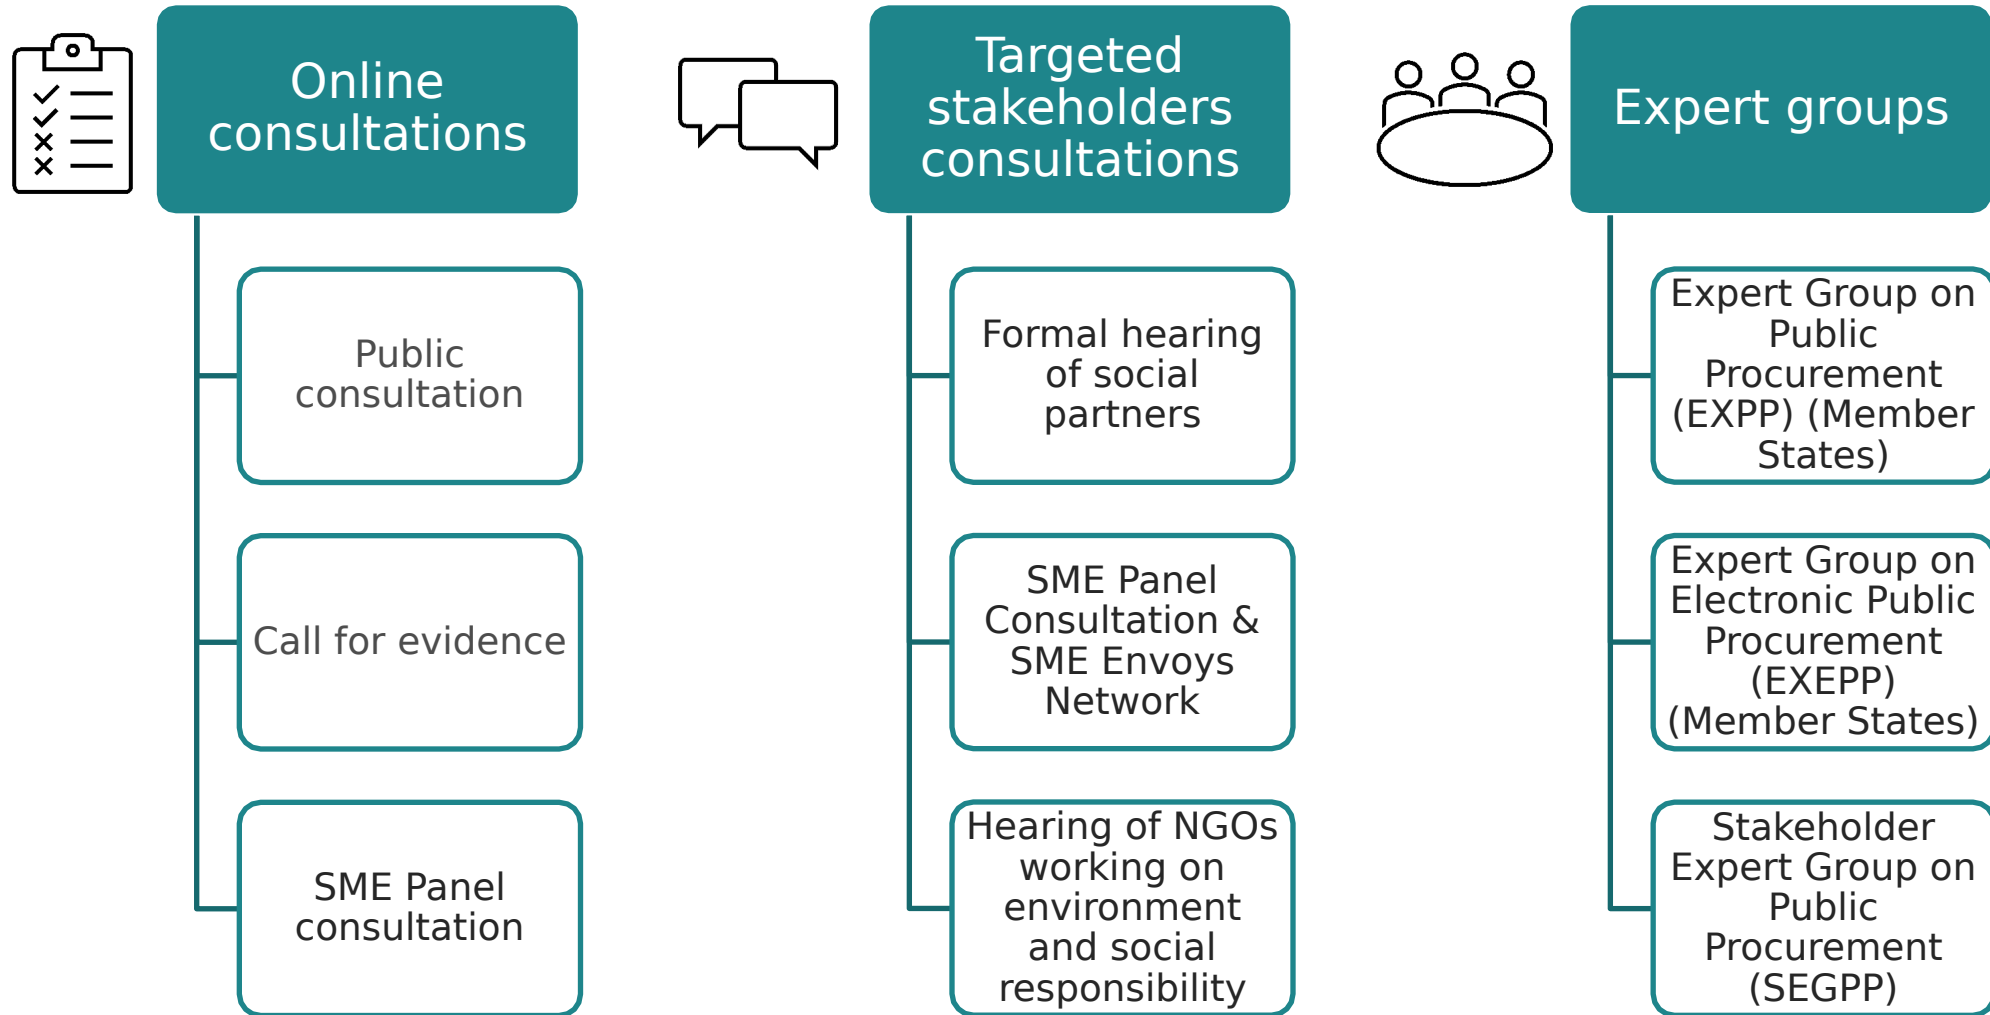 Online
consultations
Public
consultation
Call for evidence
SME Panel
consultation
Targeted
stakeholders
consultations
Formal hearing
of social
partners
SME Panel
Consultation &
SME Envoys
Network
Hearing of NGOs
working on
environment
and social
responsibility
Expert groups
Expert Group on
Public
Procurement
(EXPP) (Member
States)
Expert Group on
Electronic Public
Procurement
(EXEPP)
(Member States)
Stakeholder
Expert Group on
Public
Procurement
(SEGPP)